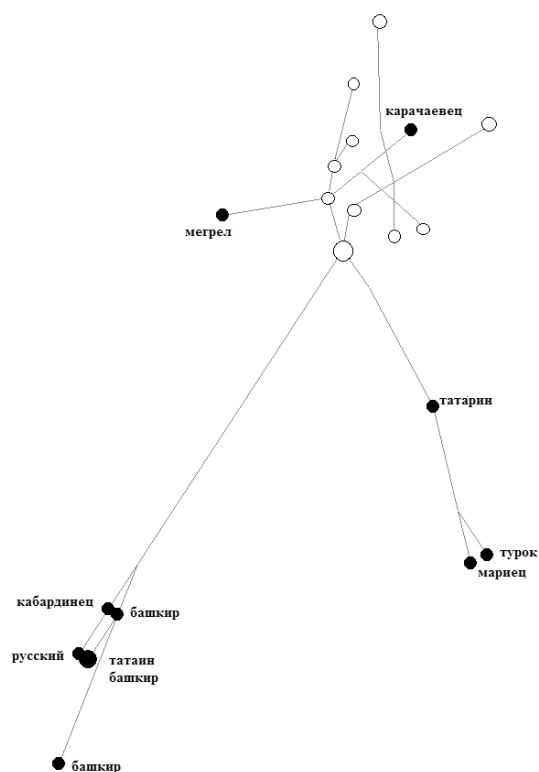 карачаевец
мегрел
татарин
турок
мариец
кабардинец
башкир
русский
татаин
башкир
башкир